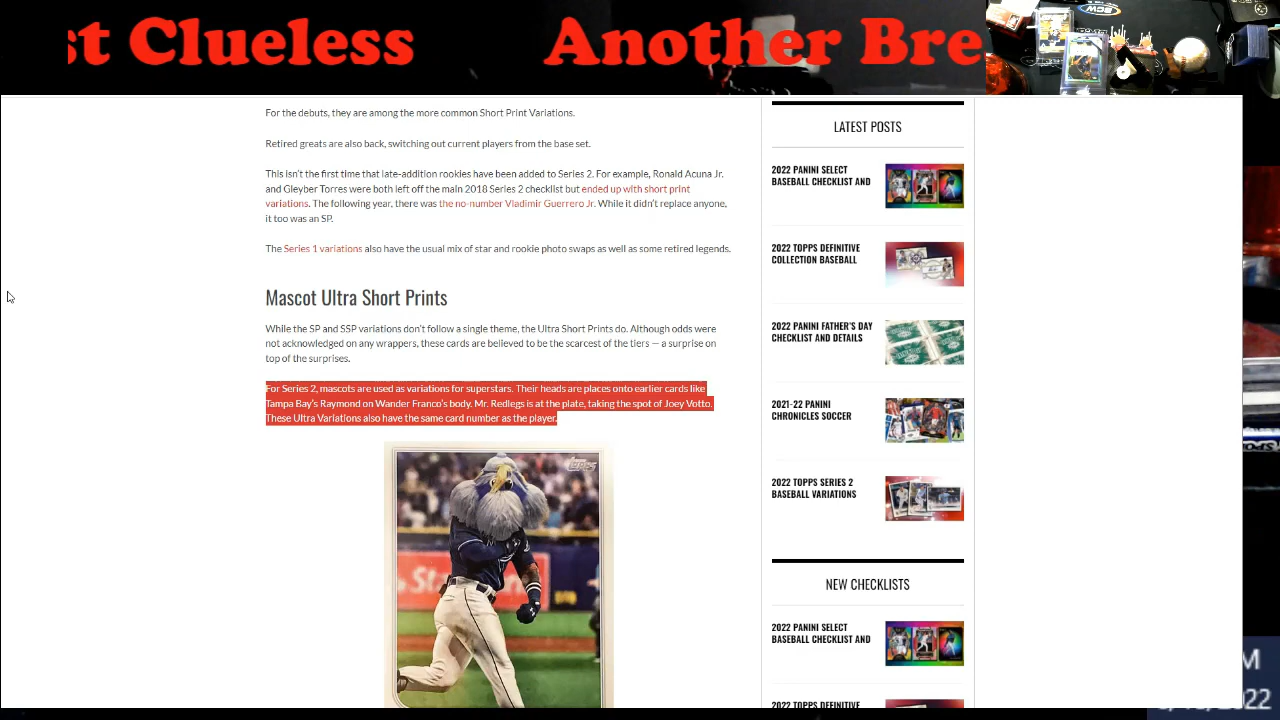 st Clueless Another Bre
BCW
For the debuts, they are among the more common Short Print Variations.
Retired greats are also back, switching out current players from the base set.
This isn't the first time that late-addition rookies have been added to Series 2. For example, Ronald Acuna Jr.
and Gleyber Torres were both left off the main 2018 Series 2 checklist but ended up with short print
variations. The following year, there was the no-number Vladimir Guerrero Jr. While it didn't replace anyone,
it too was an SP.
The Series 1 variations also have the usual mix of star and rookie photo swaps as well as some retired legends.
Mascot Ultra Short Prints
While the SP and SSP variations don't follow a single theme, the Ultra Short Prints do. Although odds were
not acknowledged on any wrappers, these cards are believed to be the scarcest of the tiers — a surprise on
top of the surprises.
For Series 2, mascots are used as variations for superstars. Their heads are places onto earlier cards like
Tampa Bay's Raymond on Wander Franco's body. Mr. Redlegs is at the plate, taking the spot of Joey Votto.
These Ultra Variations also have the same card number as the player.
topps
LATEST POSTS
2022 PANINI SELECT
BASEBALL CHECKLIST AND
2022 TOPPS DEFINITIVE
COLLECTION BASEBALL
2022 PANINI FATHER'S DAY
CHECKLIST AND DETAILS
2021-22 PANINI
CHRONICLES SOCCER
2022 TOPPS SERIES 2
BASEBALL VARIATIONS
NEW CHECKLISTS
2022 PANINI SELECT
BASEBALL CHECKLIST AND
2022 TOPPS DEFINITIVE